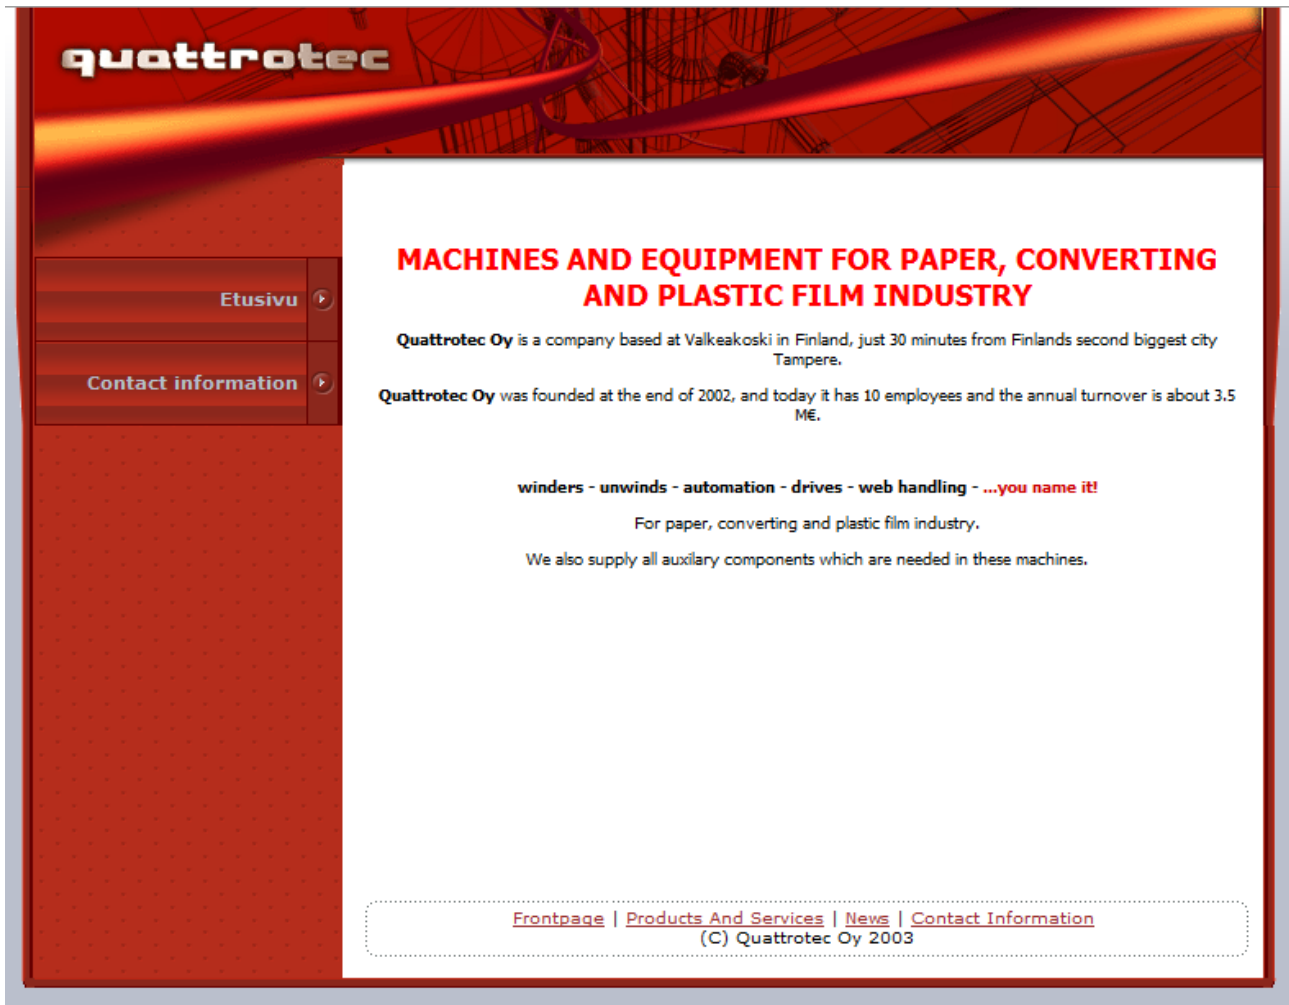 quattrotec
Etusivu
Contact information
MACHINES AND EQUIPMENT FOR PAPER, CONVERTING
AND PLASTIC FILM INDUSTRY
Quattrotec Oy is a company based at Valkeakoski in Finland, just 30 minutes from Finlands second biggest city
Tampere.
Quattrotec Oy was founded at the end of 2002, and today it has 10 employees and the annual turnover is about 3.5
M€.
winders - unwinds - automation - drives - web handling - ...you name it!
For paper, converting and plastic film industry.
We also supply all auxilary components which are needed in these machines.
Frontpage | Products And Services | News | Contact Information
(C) Quattrotec Oy 2003